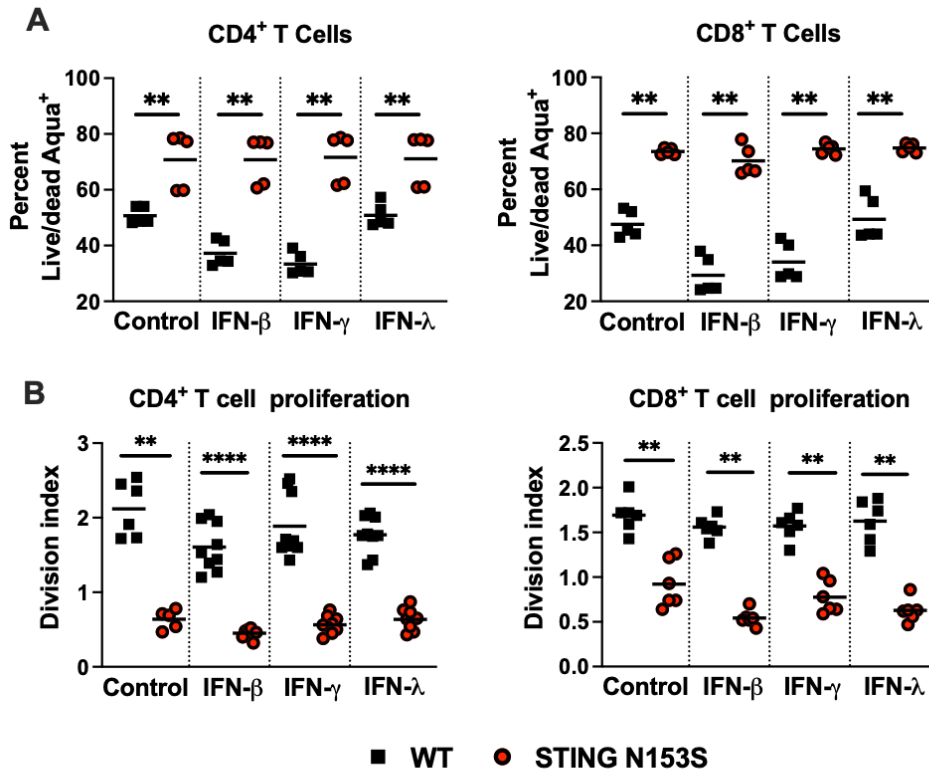 A
CD4+ T Cells
Percent
Live/dead Aqua+
100
80
60
40
20
** ** ** **
Control IFN-β IFN-γ IFN-λ
CD8+ T Cells
Percent
Live/dead Aqua+
100
80
60
40
20
** ** ** **
Control IFN-β IFN-γ IFN-λ
B
CD4+ T cell proliferation
Division index
3
2
1
0
** **** **** ****
Control IFN-β IFN-γ IFN-λ
CD8+ T cell proliferation
Division index
2.5
2.0
1.5
1.0
0.5
0.0
** ** ** **
Control IFN-β IFN-γ IFN-λ
WT STING N153S